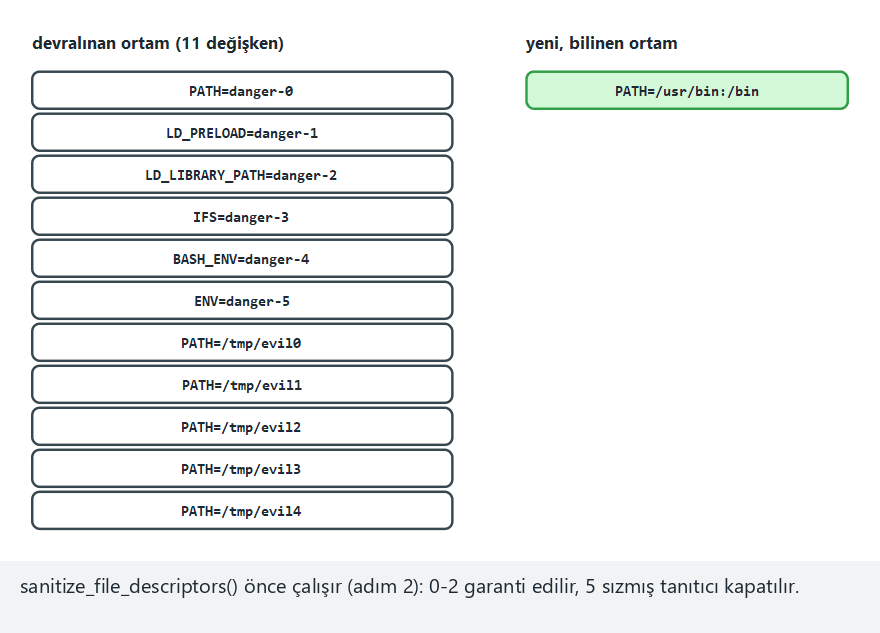 devralınan ortam (11 değişken)
yeni, bilinen ortam
PATH=danger-0
PATH=/usr/bin:/bin
LD_PRELOAD=danger-1
LD_LIBRARY_PATH=danger-2
IFS=danger-3
BASH_ENV=danger-4
ENV=danger-5
PATH=/tmp/evil0
PATH=/tmp/evil1
PATH=/tmp/evil2
PATH=/tmp/evil3
PATH=/tmp/evil4
sanitize_file_descriptors() önce çalışır (adım 2): 0-2 garanti edilir, 5 sızmış tanıtıcı kapatılır.